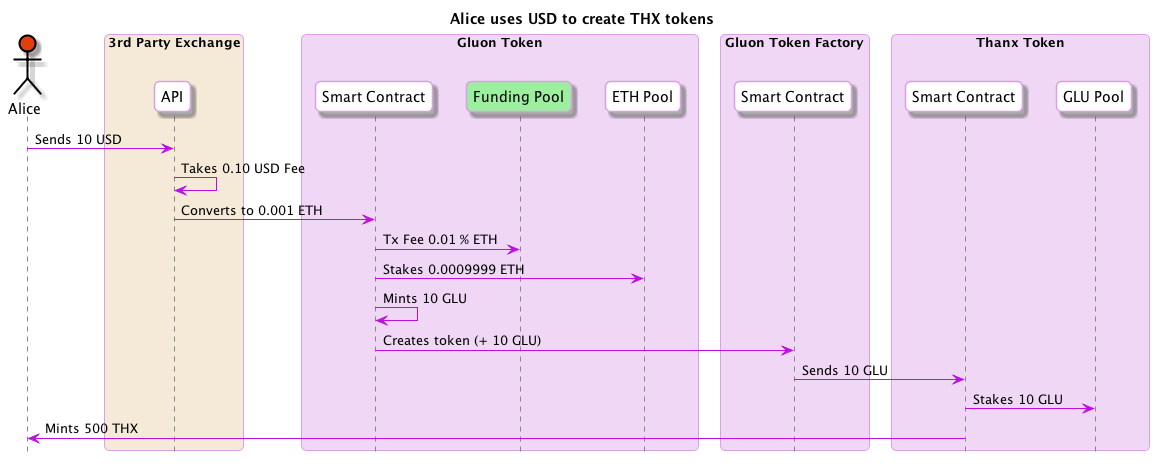 Alice uses USD to create THX tokens
3rd Party Exchange
Gluon Token
Gluon Token Factory
Thanx Token
Alice
API
Smart Contract
Funding Pool
ETH Pool
Smart Contract
Smart Contract
GLU Pool
Sends 10 USD
Takes 0.10 USD Fee
Converts to 0.001 ETH
Tx Fee 0.01 % ETH
Stakes 0.0009999 ETH
Mints 10 GLU
Creates token (+ 10 GLU)
Sends 10 GLU
Stakes 10 GLU
Mints 500 THX